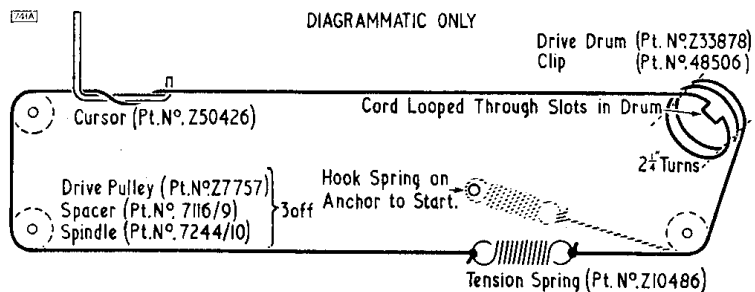 741A
DIAGRAMMATIC ONLY
Drive Drum (Pt. Nº.Z33878)
Clip (Pt.Nº.48506)
Cursor (Pt.Nº. Z50426)
Cord Looped Through Slots in Drum
2¼" Turns
Drive Pulley (Pt.Nº.Z7757)
Spacer (Pt.Nº. 7116/9)
Spindle (Pt.Nº. 7244/10)
3off
Hook Spring on
Anchor to Start.
Tension Spring (Pt. Nº.Z10486)